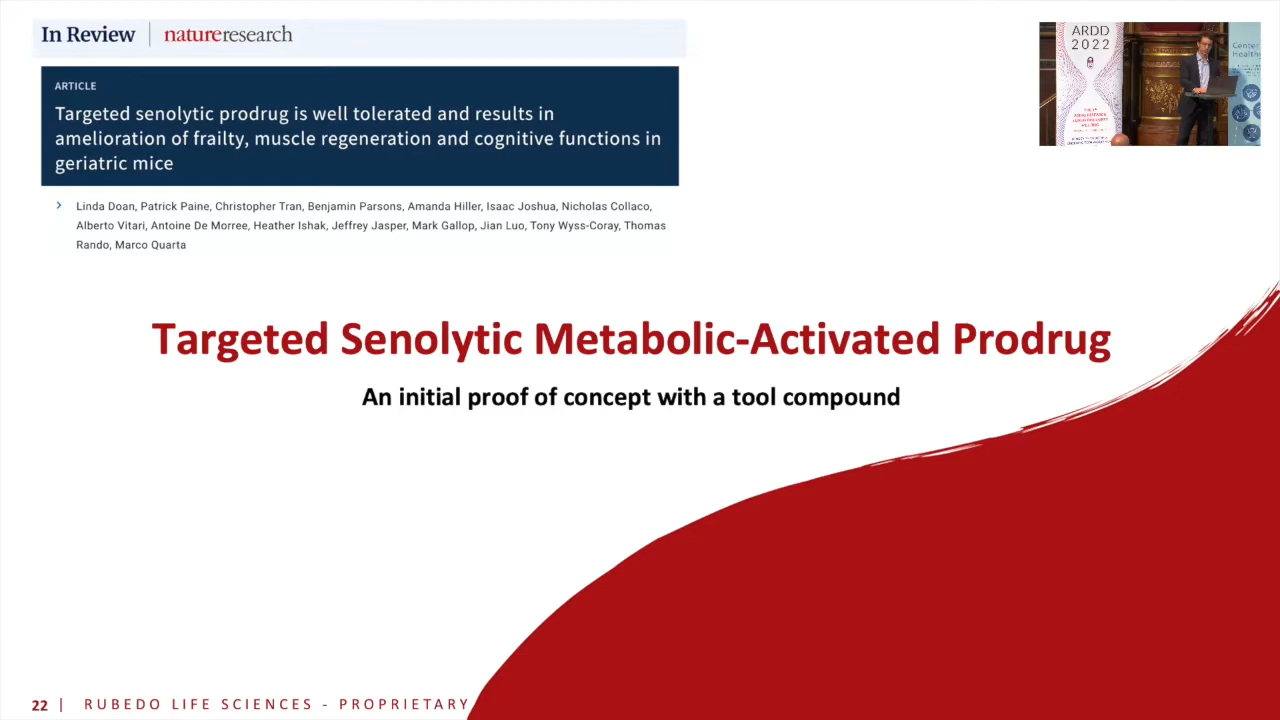 In Review | natureresearch
ARTICLE
Targeted senolytic prodrug is well tolerated and results in
amelioration of frailty, muscle regeneration and cognitive functions in
geriatric mice
Linda Doan, Patrick Paine, Christopher Tran, Benjamin Parsons, Amanda Hiller, Isaac Joshua, Nicholas Collaco,
Alberto Vitari, Antoine De Morree, Heather Ishak, Jeffrey Jasper, Mark Gallop, Jian Luo, Tony Wyss-Coray, Thomas
Rando, Marco Quarta
ARDD
2022
Center
Healthy
Targeted Senolytic Metabolic-Activated Prodrug
An initial proof of concept with a tool compound
22 | RUBEDO LIFE SCIENCES - PROPRIETARY